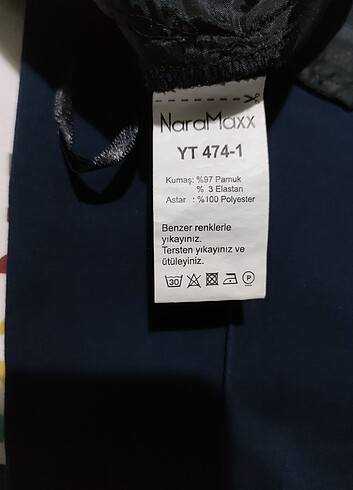 NaraMaxx
YT 474-1
Kumaş: %97 Pamuk
% 3 Elastan
Astar : %100 Polyester
Benzer renklerle
yıkayınız.
Tersten yıkayınız ve
ütüleyiniz.
30 P